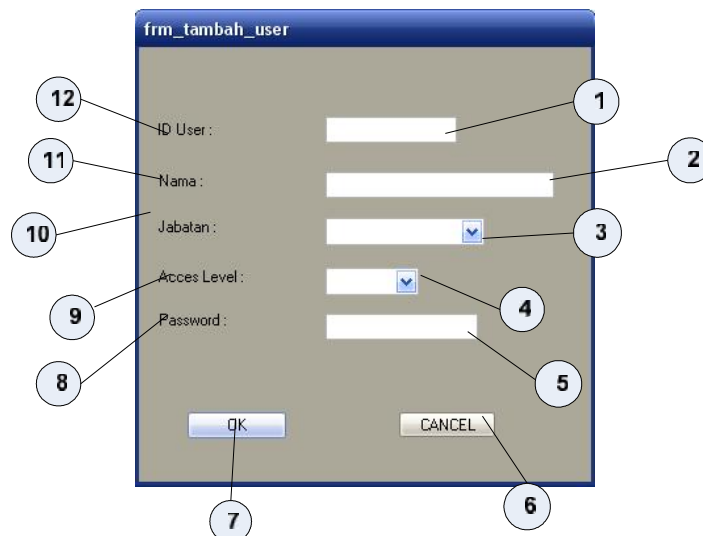 frm_tambah_user
12
ID User :
1
11
Nama :
2
10
Jabatan :
3
9
Acces Level :
4
8
Password :
5
OK
CANCEL
7
6